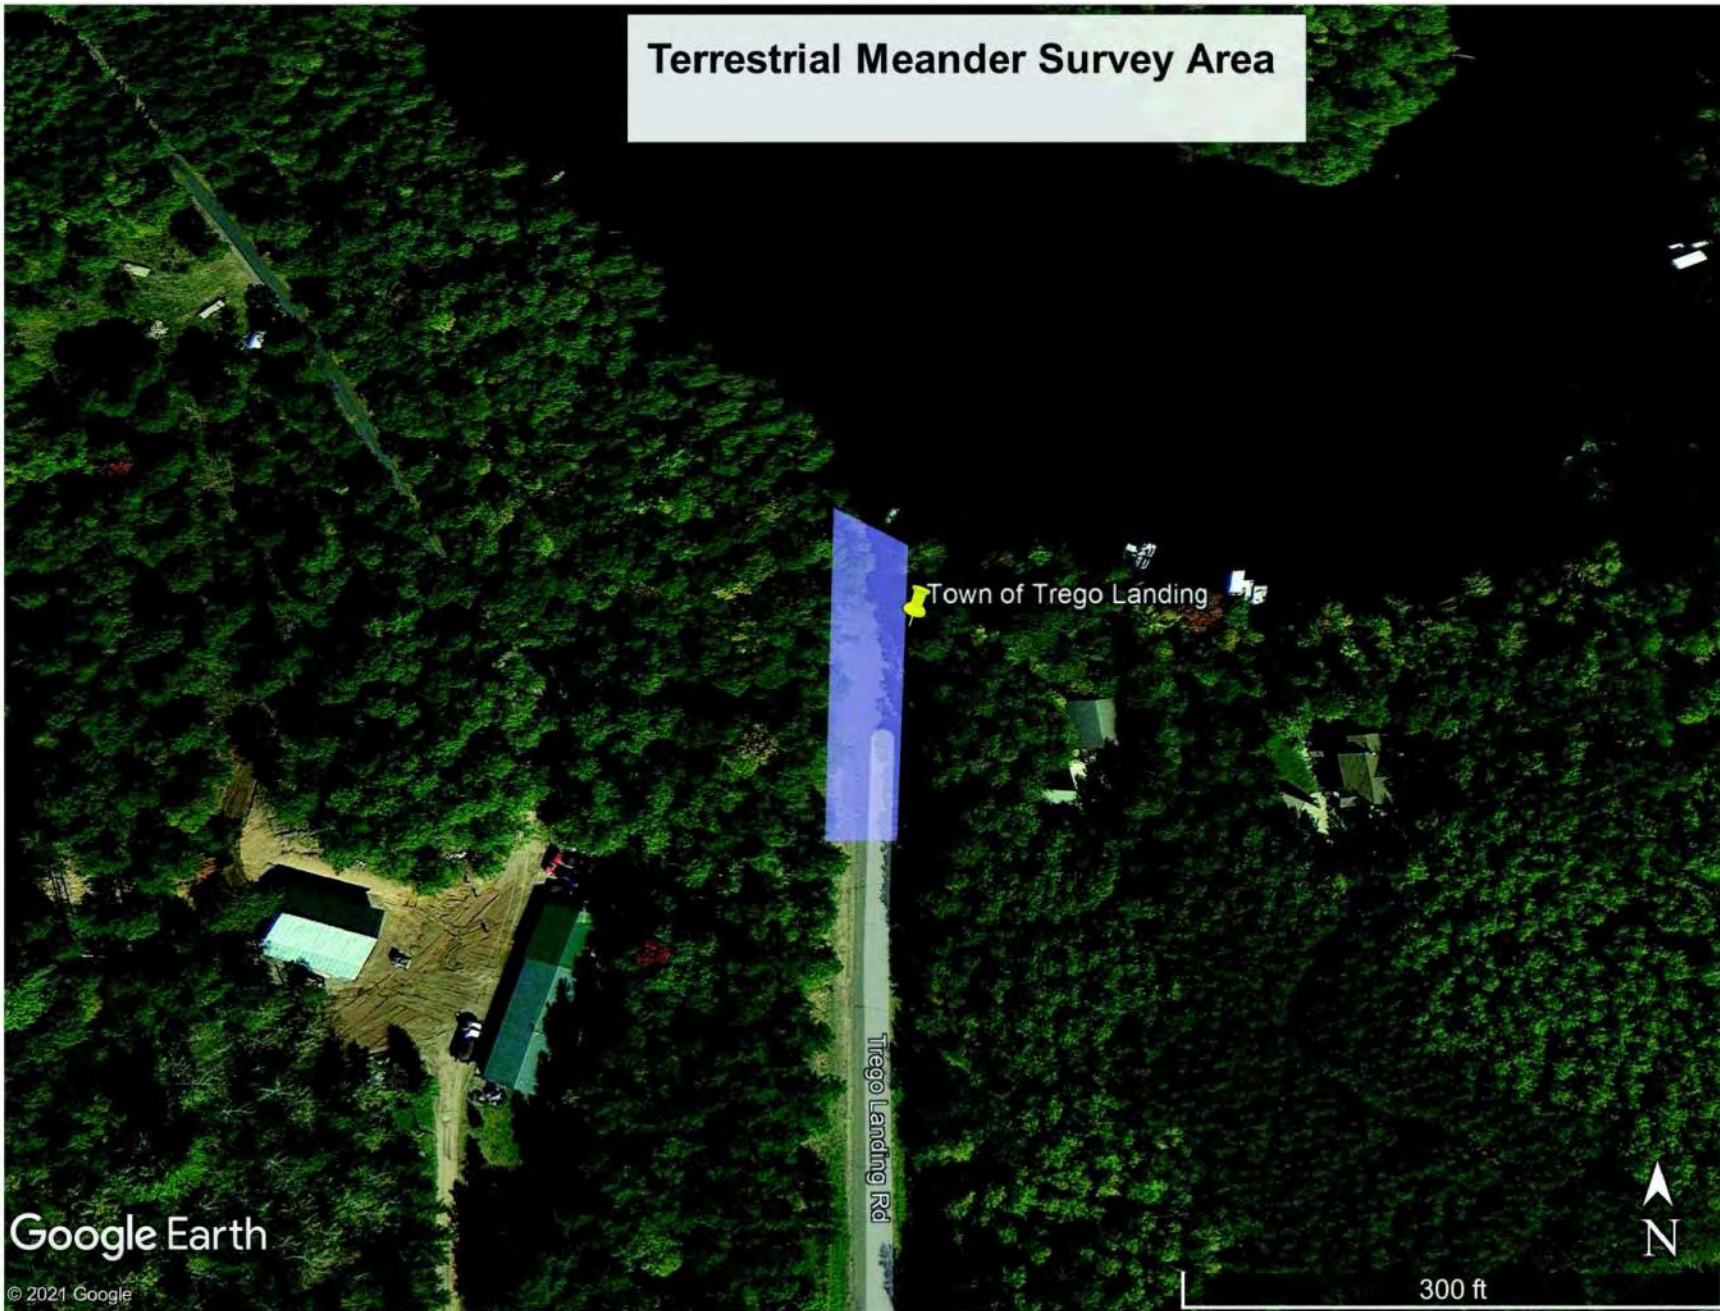 Terrestrial Meander Survey Area
Town of Trego Landing
Trego Landing Rd
Google Earth
© 2021 Google
N
300 ft